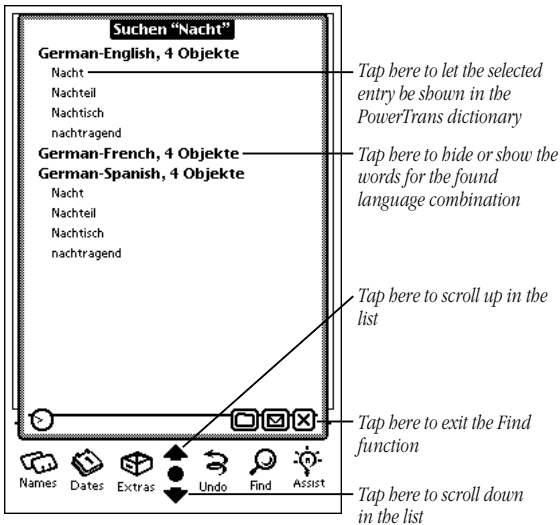 Suchen “Nacht”
German-English, 4 Objekte
Nacht
Nachteil
Nachtisch
nachtragend
German-French, 4 Objekte
German-Spanish, 4 Objekte
Nacht
Nachteil
Nachtisch
nachtragend
Names
Dates
Extras
Undo
Find
Assist
Tap here to let the selected
entry be shown in the
PowerTrans dictionary
Tap here to hide or show the
words for the found
language combination
Tap here to scroll up in the
list
Tap here to exit the Find
function
Tap here to scroll down
in the list